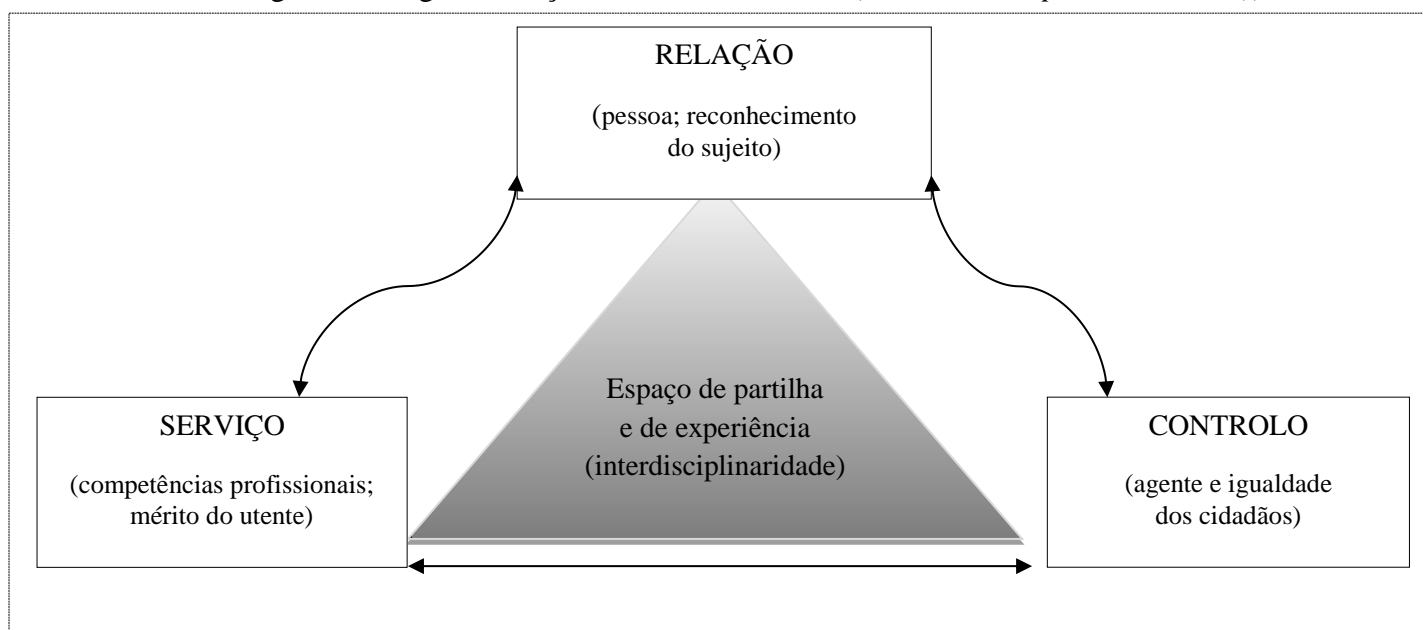 RELAÇÃO
(pessoa; reconhecimento
do sujeito)
Espaço de partilha
e de experiência
(interdisciplinaridade)
SERVIÇO
(competências profissionais;
mérito do utente)
CONTROLO
(agente e igualdade
dos cidadãos)